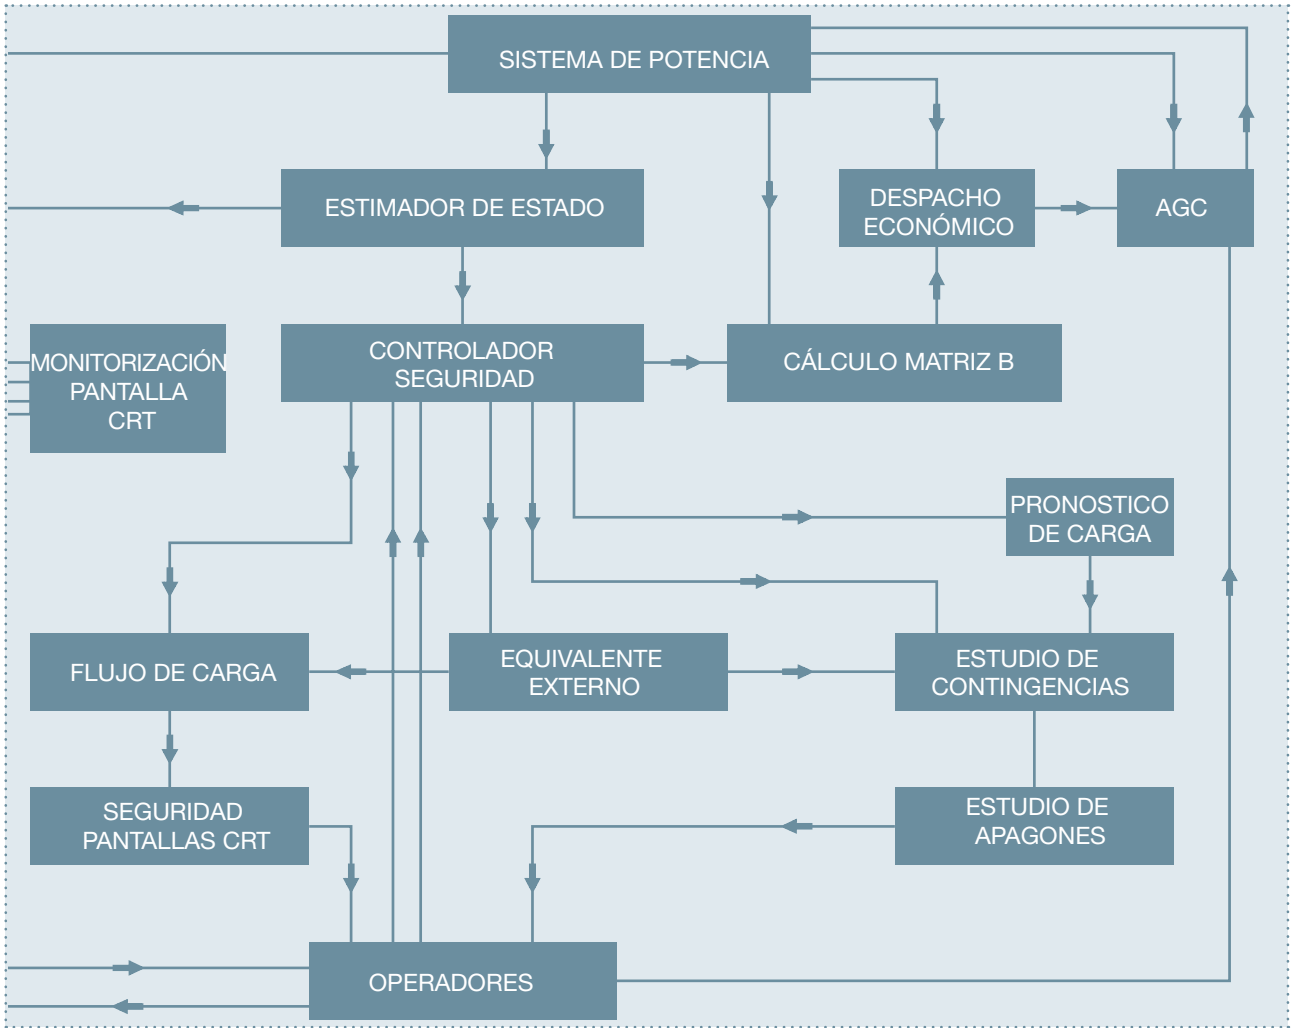 SISTEMA DE POTENCIA
ESTIMADOR DE ESTADO
DESPACHO
ECONÓMICO
AGC
MONITORIZACIÓN
PANTALLA
CRT
CONTROLADOR
SEGURIDAD
CÁLCULO MATRIZ B
PRONOSTICO
DE CARGA
FLUJO DE CARGA
EQUIVALENTE
EXTERNO
ESTUDIO DE
CONTINGENCIAS
SEGURIDAD
PANTALLAS CRT
ESTUDIO DE
APAGONES
OPERADORES